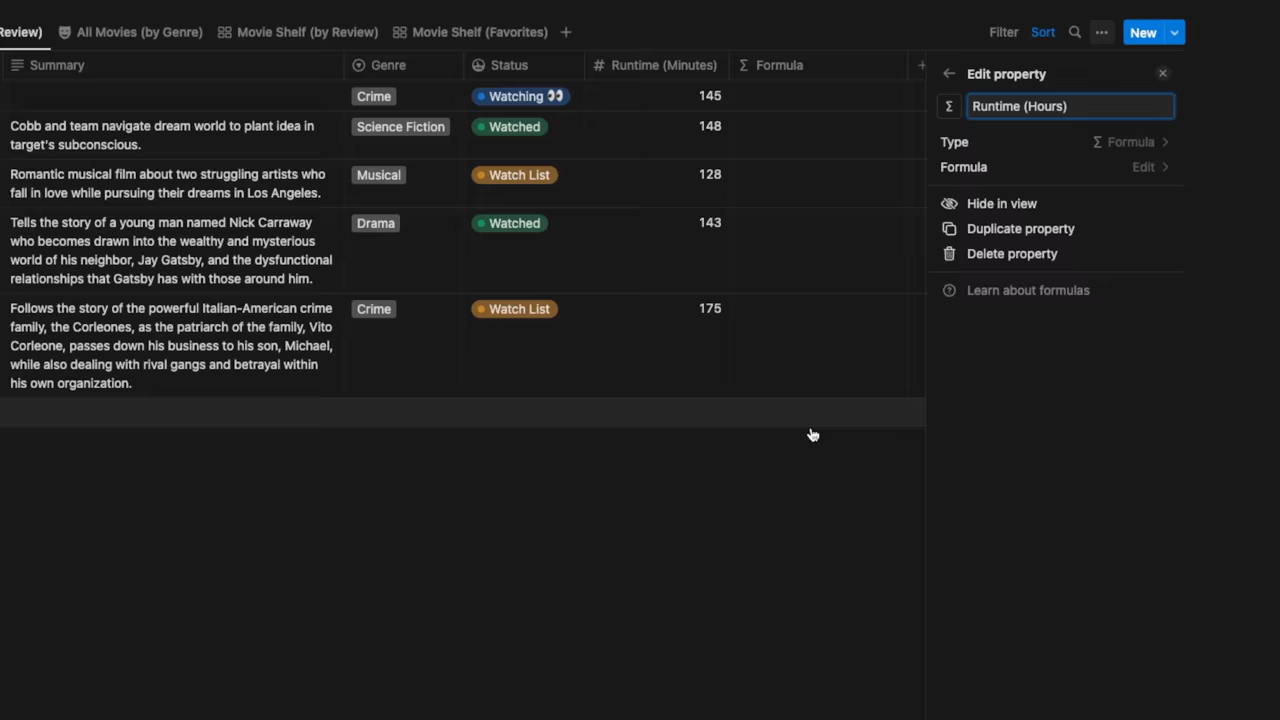 Review)
All Movies (by Genre)
Movie Shelf (by Review)
Movie Shelf (Favorites)
Filter
Sort
New
Summary
Genre
Status
# Runtime (Minutes)
Σ Formula
Crime
Watching 👀
145
Cobb and team navigate dream world to plant idea in
target's subconscious.
Science Fiction
Watched
148
Romantic musical film about two struggling artists who
fall in love while pursuing their dreams in Los Angeles.
Musical
Watch List
128
Tells the story of a young man named Nick Carraway
who becomes drawn into the wealthy and mysterious
world of his neighbor, Jay Gatsby, and the dysfunctional
relationships that Gatsby has with those around him.
Drama
Watched
143
Follows the story of the powerful Italian-American crime
family, the Corleones, as the patriarch of the family, Vito
Corleone, passes down his business to his son, Michael,
while also dealing with rival gangs and betrayal within
his own organization.
Crime
Watch List
175
Edit property
Σ Runtime (Hours)
Type
Σ Formula
Formula
Edit
Hide in view
Duplicate property
Delete property
Learn about formulas